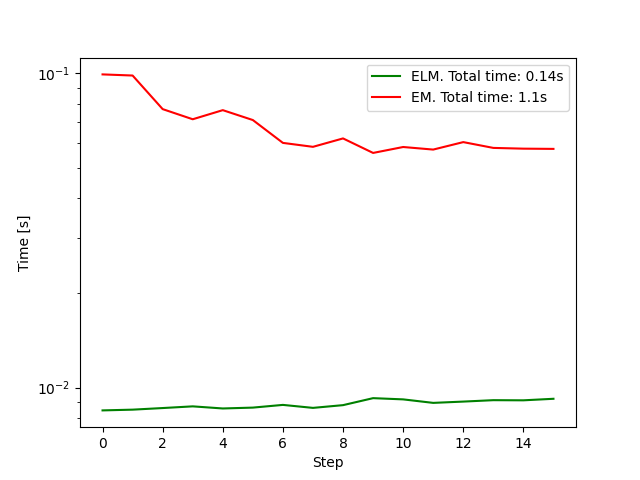 ELM. Total time: 0.14s
EM. Total time: 1.1s
10⁻¹
10⁻²
Time [s]
0 2 4 6 8 10 12 14
Step